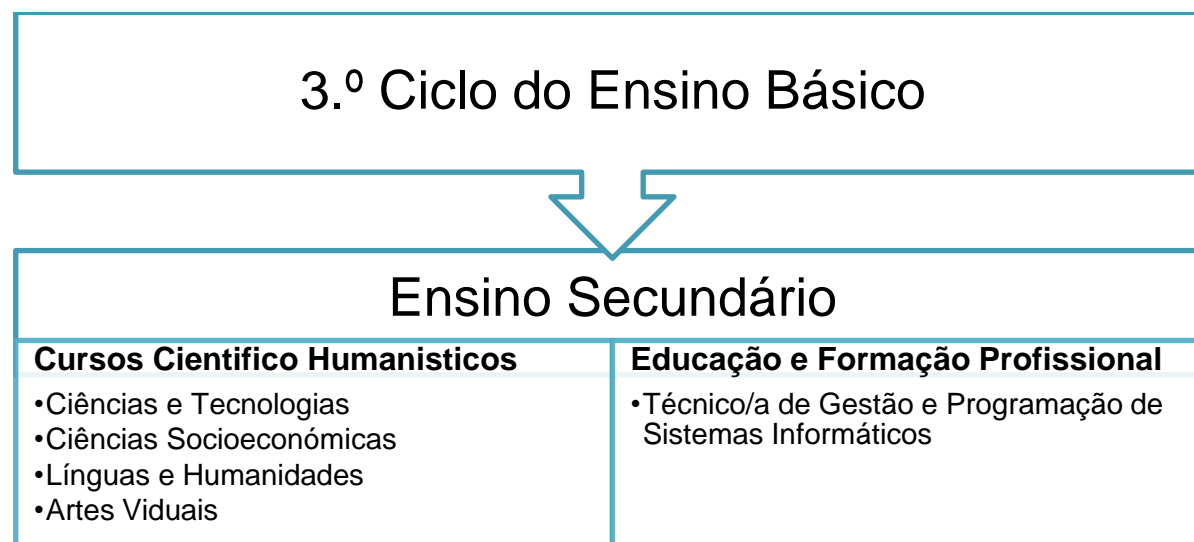 3.º Ciclo do Ensino Básico
Ensino Secundário
Cursos Cientifico Humanisticos
•Ciências e Tecnologias
•Ciências Socioeconómicas
•Línguas e Humanidades
•Artes Viduais
Educação e Formação Profissional
•Técnico/a de Gestão e Programação de
Sistemas Informáticos